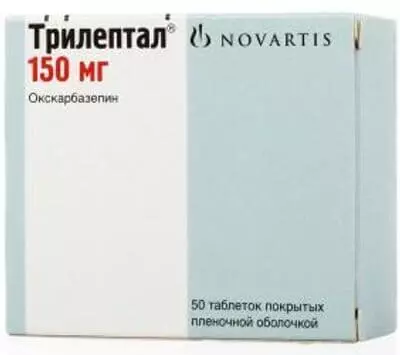 Трилептал®
NOVARTIS
150 мг
Окскарбазепин
50 таблеток покрытых
пленочной оболочкой